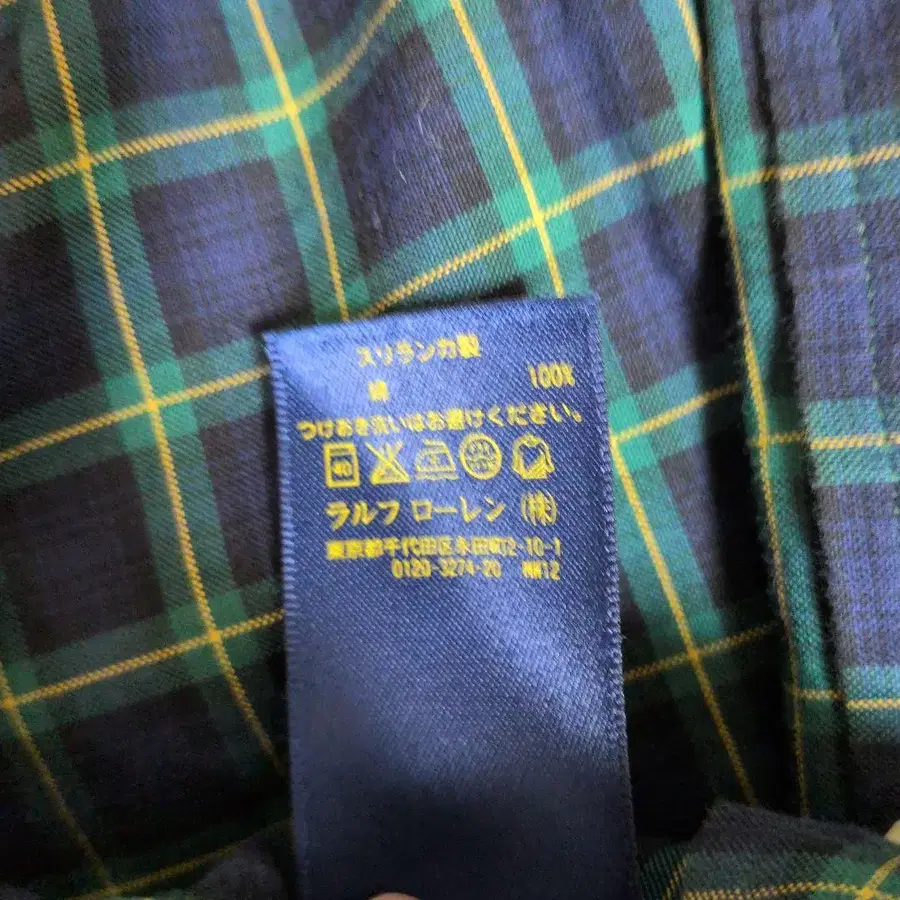 スリランカ製
綿 100%
つけおき洗いはお避けください。
40
ラルフ ローレン (株)
東京都千代田区永田町2-10-1
0120-3274-20 MM12